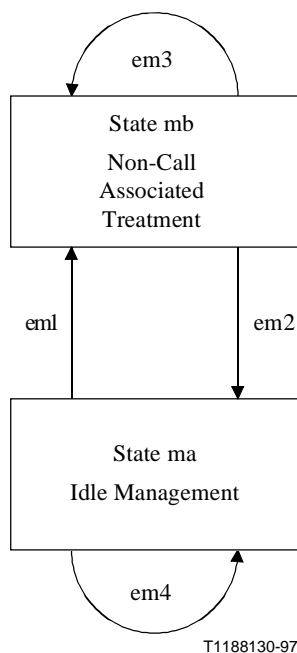 em3
State mb
Non-Call
Associated
Treatment
em1
em2
State ma
Idle Management
em4
T1188130-97